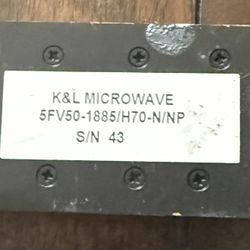 K&L MICROWAVE
5FV50-1885/H70-N/NP
S/N 43